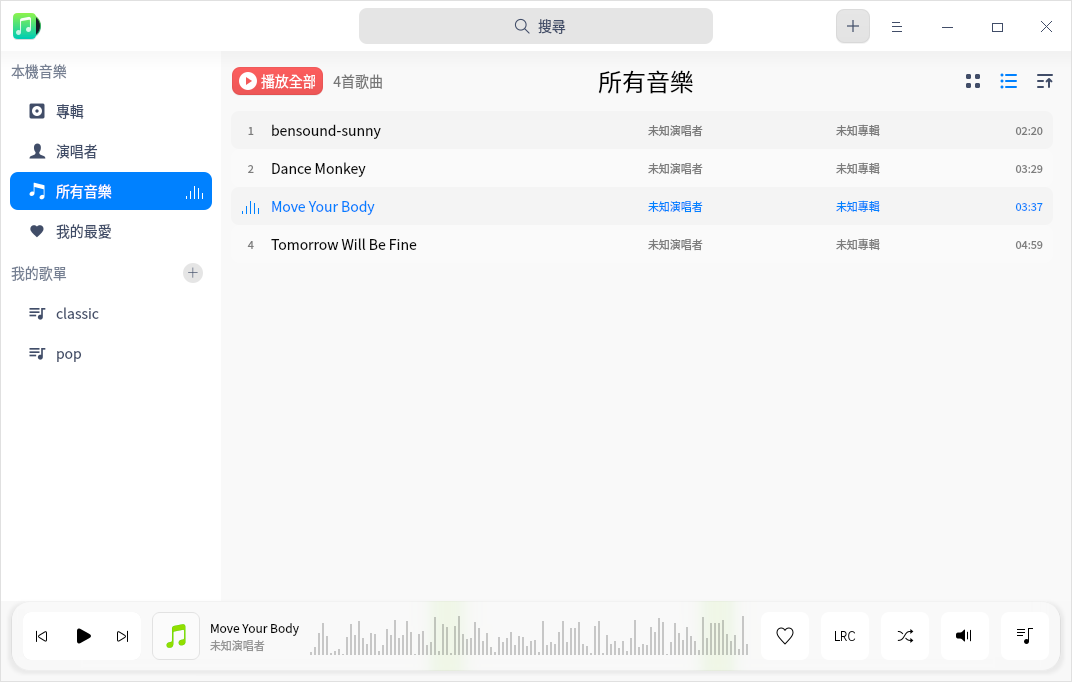 搜尋
本機音樂
專輯
演唱者
所有音樂
我的最愛
我的歌單
classic
pop
播放全部 4首歌曲 所有音樂
1 bensound-sunny 未知演唱者 未知專輯 02:20
2 Dance Monkey 未知演唱者 未知專輯 03:29
Move Your Body 未知演唱者 未知專輯 03:37
4 Tomorrow Will Be Fine 未知演唱者 未知專輯 04:59
Move Your Body
未知演唱者
LRC